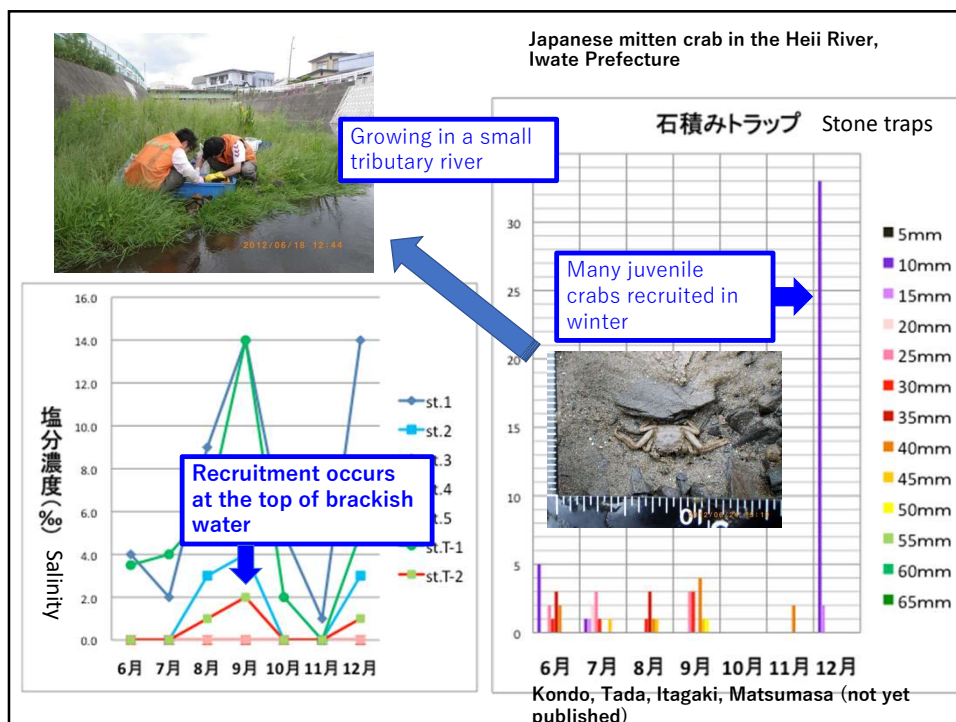 Japanese mitten crab in the Heii River,
Iwate Prefecture
2012/06/18 12:44
Growing in a small
tributary river
石積みトラップ Stone traps
30
25
20
15
10
5
0
Many juvenile
crabs recruited in
winter
5mm
10mm
15mm
20mm
25mm
30mm
35mm
40mm
45mm
50mm
55mm
60mm
65mm
6月 7月 8月 9月 10月 11月 12月
16.0
14.0
12.0
10.0
8.0
6.0
4.0
2.0
0.0
塩分濃度(‰) Salinity
st.1
st.2
st.3
st.4
st.5
st.T-1
st.T-2
Recruitment occurs
at the top of brackish
water
6月 7月 8月 9月 10月 11月 12月
Kondo, Tada, Itagaki, Matsumasa (not yet
published)